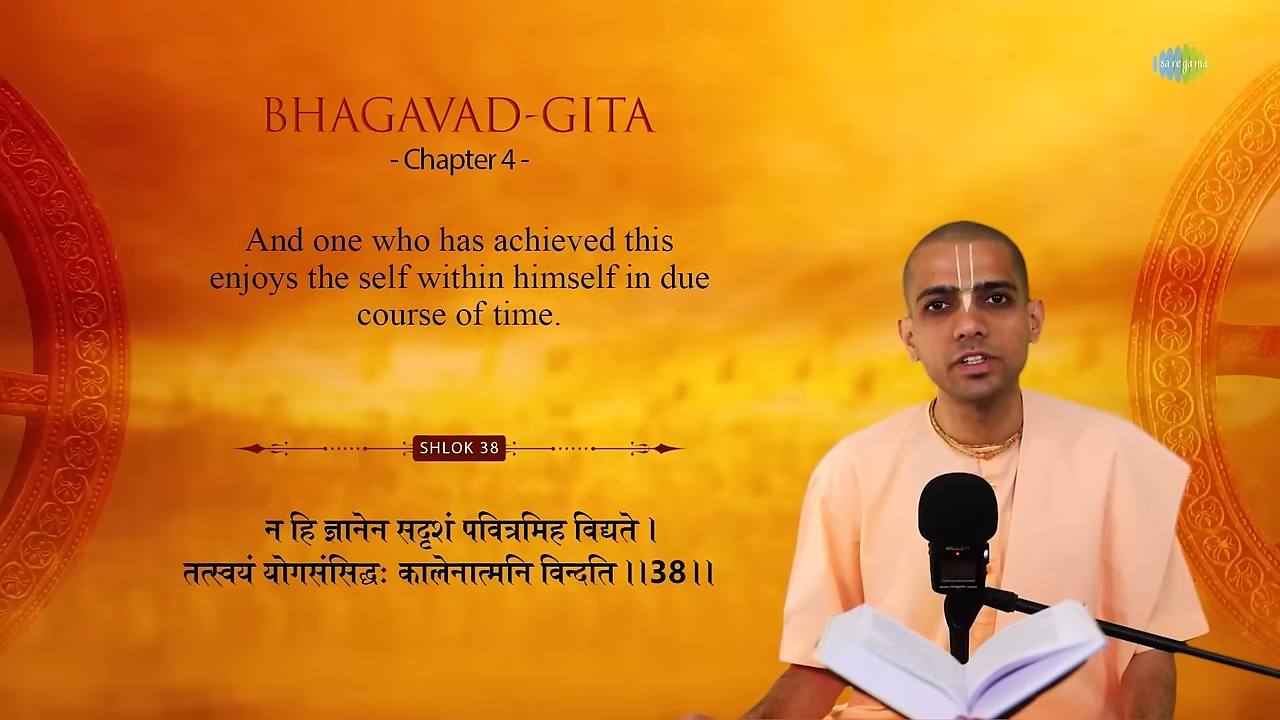 saregama
BHAGAVAD-GITA
- Chapter 4 -
And one who has achieved this
enjoys the self within himself in due
course of time.
SHLOK 38
न हि ज्ञानेन सदृशं पवित्रमिह विद्यते ।
तत्स्वयं योगसंसिद्धः कालेनात्मनि विन्दति ।।38।।